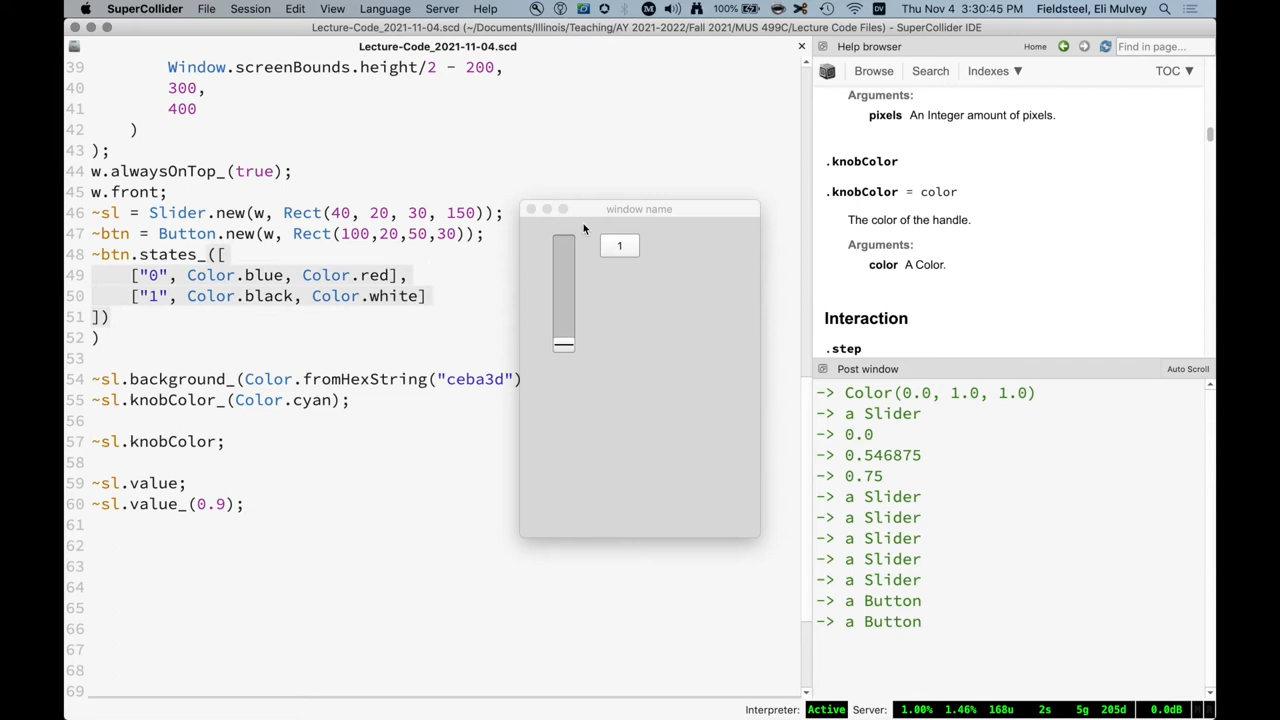 SuperCollider File Session Edit View Language Server Help 100% Thu Nov 4 3:30:45 PM Fieldsteel, Eli Mulvey
Lecture-Code_2021-11-04.scd (~/Documents/Illinois/Teaching/AY 2021-2022/Fall 2021/MUS 499C/Lecture Code Files) - SuperCollider IDE
Lecture-Code_2021-11-04.scd
39 Window.screenBounds.height/2 - 200,
40 300,
41 400
42 )
43 );
44 w.alwaysOnTop_(true);
45 w.front;
46 ~sl = Slider.new(w, Rect(40, 20, 30, 150));
47 ~btn = Button.new(w, Rect(100,20,50,30));
48 ~btn.states_([
49 ["0", Color.blue, Color.red],
50 ["1", Color.black, Color.white]
51 ])
52 )
53
54 ~sl.background_(Color.fromHexString("ceba3d")
55 ~sl.knobColor_(Color.cyan);
56
57 ~sl.knobColor;
58
59 ~sl.value;
60 ~sl.value_(0.9);
61
62
63
64
65
66
67
68
69
window name
1
Help browser Home Find in page...
Browse Search Indexes ▼ TOC ▼
Arguments:
pixels An Integer amount of pixels.
.knobColor
.knobColor = color
The color of the handle.
Arguments:
color A Color.
Interaction
.step
Post window Auto Scroll
-> Color(0.0, 1.0, 1.0)
-> a Slider
-> 0.0
-> 0.546875
-> 0.75
-> a Slider
-> a Slider
-> a Slider
-> a Slider
-> a Slider
-> a Button
-> a Button
Interpreter: Active Server: 1.00% 1.46% 168u 2s 5g 205d 0.0dB M R